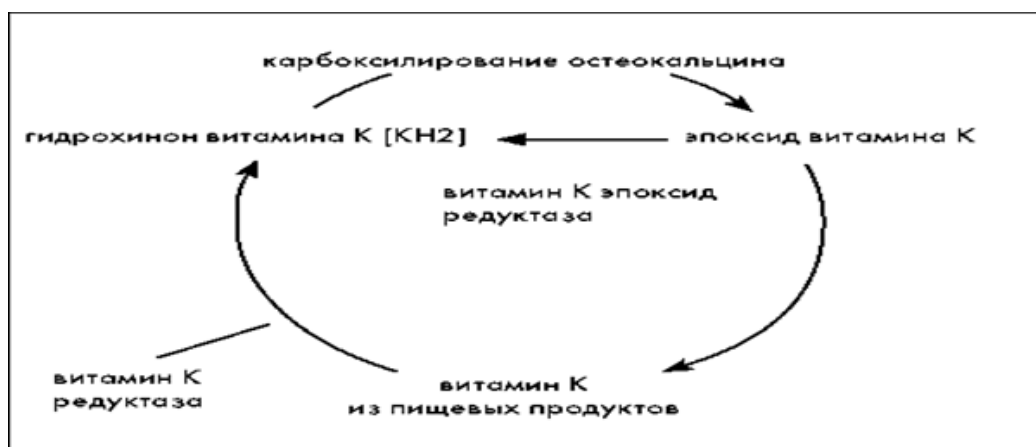 карбоксилирование остеокальцина
гидрохинон витамина К [КН2]
эпоксид витамина К
витамин К эпоксид
редуктаза
витамин К
редуктаза
витамин К
из пищевых продуктов